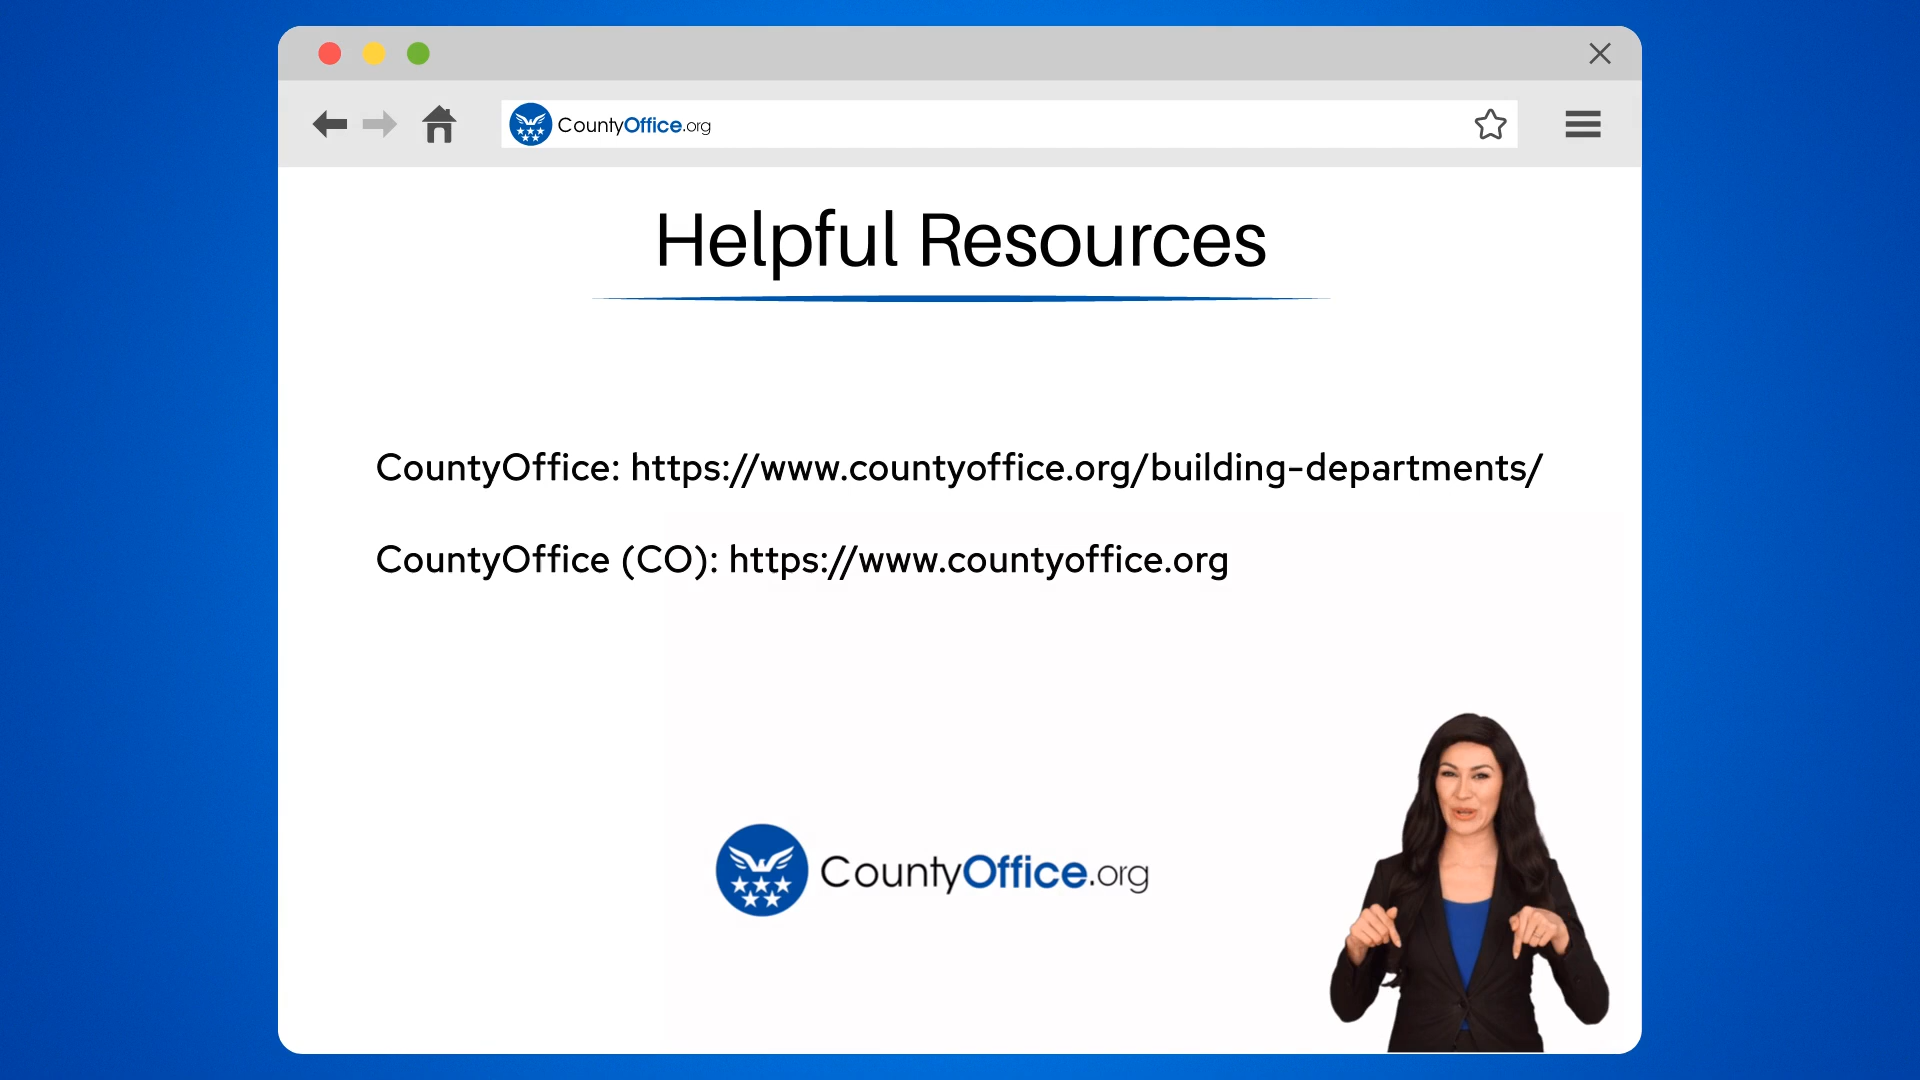 CountyOffice.org
Helpful Resources
CountyOffice: https://www.countyoffice.org/building-departments/
CountyOffice (CO): https://www.countyoffice.org
CountyOffice.org